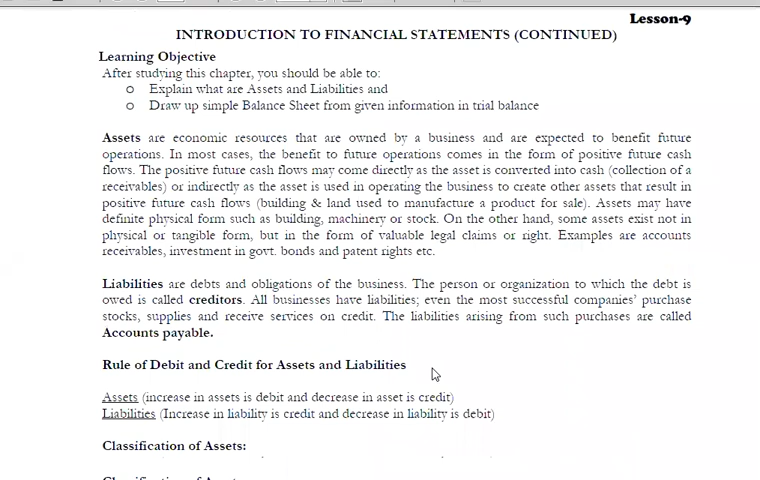 Lesson-9
INTRODUCTION TO FINANCIAL STATEMENTS (CONTINUED)
Learning Objective
After studying this chapter, you should be able to:
o Explain what are Assets and Liabilities and
o Draw up simple Balance Sheet from given information in trial balance
Assets are economic resources that are owned by a business and are expected to benefit future
operations. In most cases, the benefit to future operations comes in the form of positive future cash
flows. The positive future cash flows may come directly as the asset is converted into cash (collection of a
receivables) or indirectly as the asset is used in operating the business to create other assets that result in
positive future cash flows (building & land used to manufacture a product for sale). Assets may have
definite physical form such as building, machinery or stock. On the other hand, some assets exist not in
physical or tangible form, but in the form of valuable legal claims or right. Examples are accounts
receivables, investment in govt. bonds and patent rights etc.
Liabilities are debts and obligations of the business. The person or organization to which the debt is
owed is called creditors. All businesses have liabilities; even the most successful companies' purchase
stocks, supplies and receive services on credit. The liabilities arising from such purchases are called
Accounts payable.
Rule of Debit and Credit for Assets and Liabilities
Assets (increase in assets is debit and decrease in asset is credit)
Liabilities (Increase in liability is credit and decrease in liability is debit)
Classification of Assets: